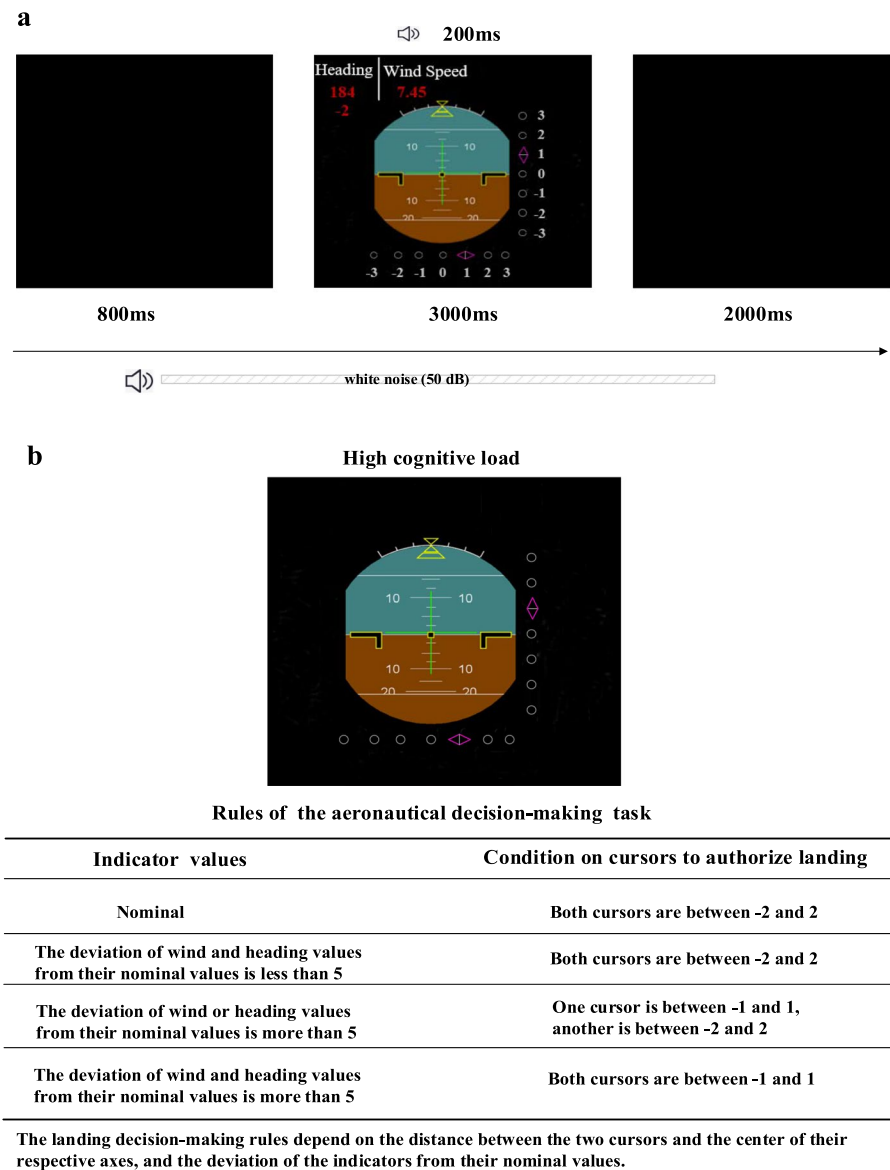 a
200ms
Heading Wind Speed
184 7.45
-2
3
2
1
0
-1
-2
-3
10 10
10 10
20 20
-3 -2 -1 0 1 2 3
800ms 3000ms 2000ms
white noise (50 dB)
b
High cognitive load
10 10
10 10
20 20
Rules of the aeronautical decision-making task
Indicator values Condition on cursors to authorize landing
Nominal Both cursors are between -2 and 2
The deviation of wind and heading values
from their nominal values is less than 5
Both cursors are between -2 and 2
The deviation of wind or heading values
from their nominal values is more than 5
One cursor is between -1 and 1,
another is between -2 and 2
The deviation of wind and heading values
from their nominal values is more than 5
Both cursors are between -1 and 1
The landing decision-making rules depend on the distance between the two cursors and the center of their
respective axes, and the deviation of the indicators from their nominal values.